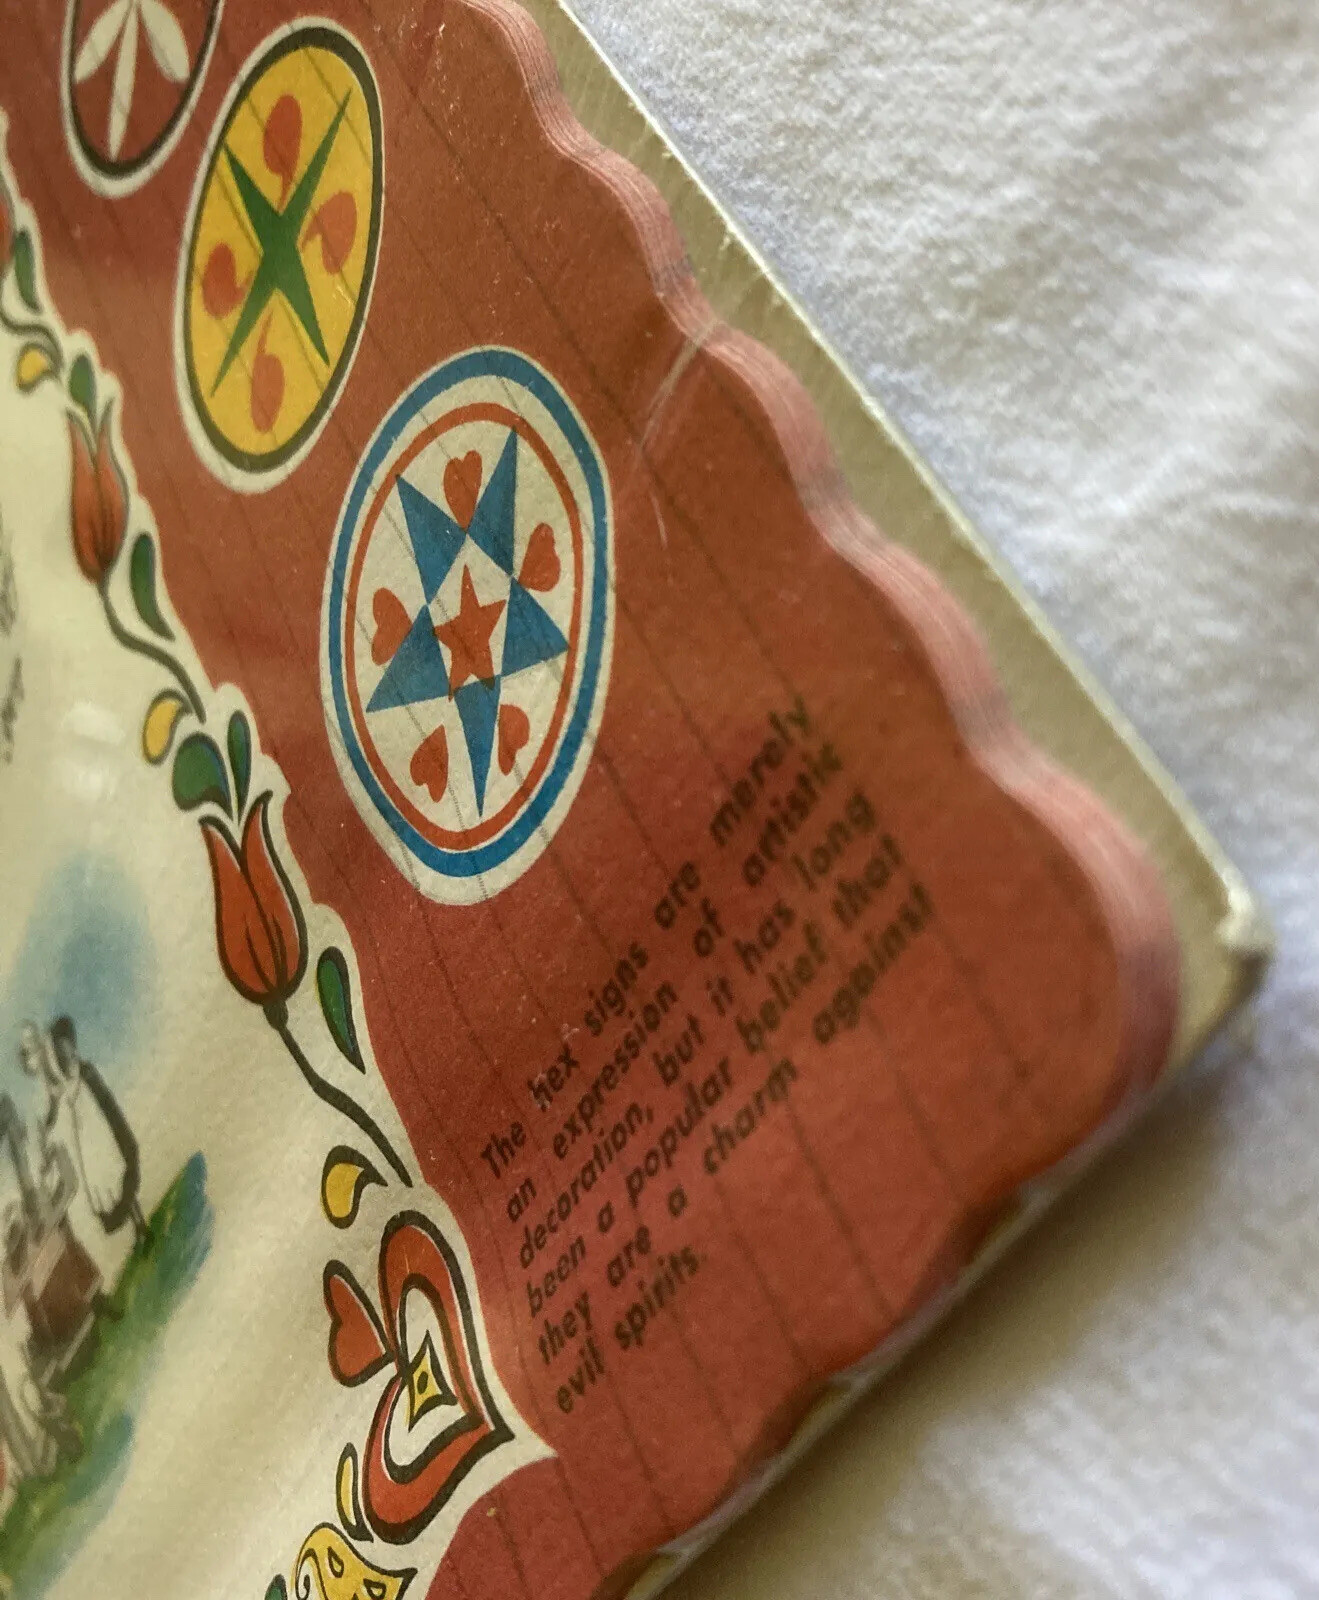 The hex signs are merely
an expression of artistic
decoration, but it has long
been a popular belief that
they are a charm against
evil spirits.